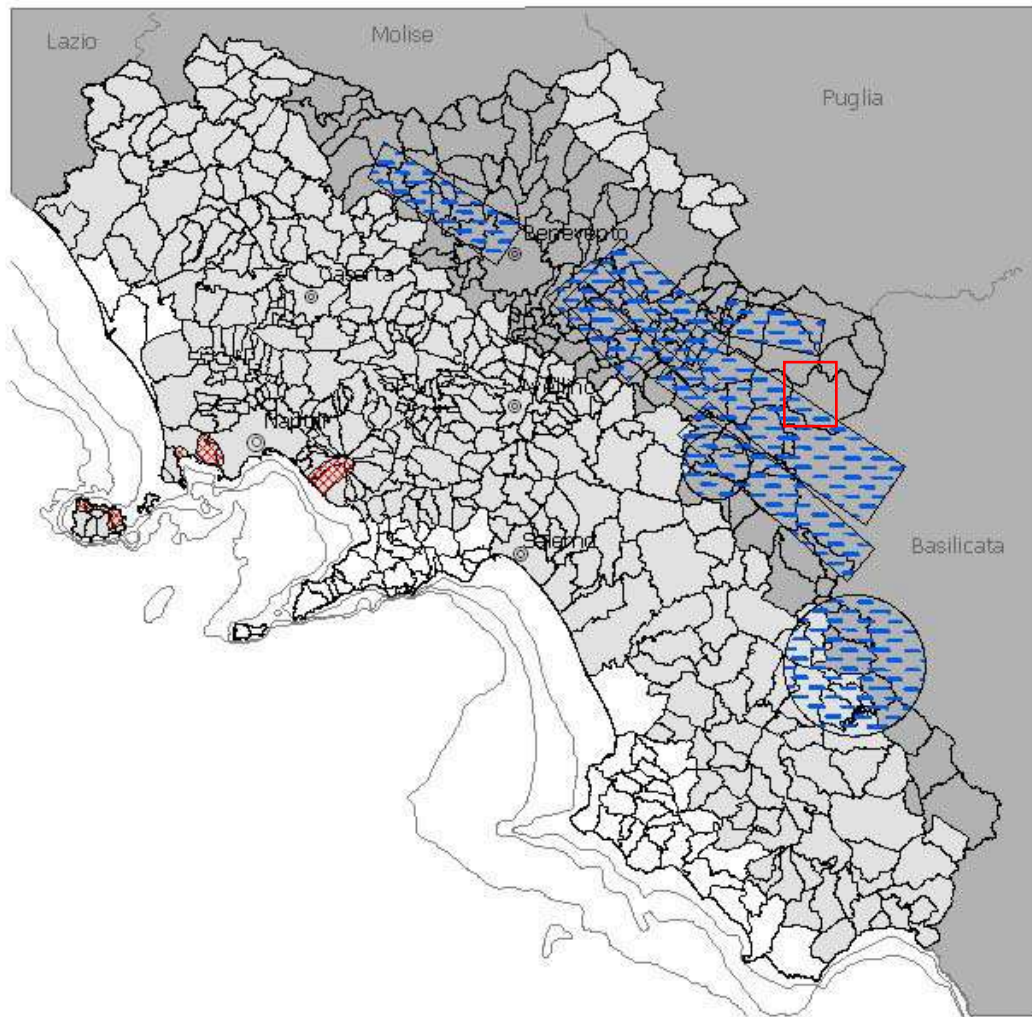 Lazio
Molise
Puglia
Benevento
Caserta
Avellino
Napoli
Salerno
Basilicata